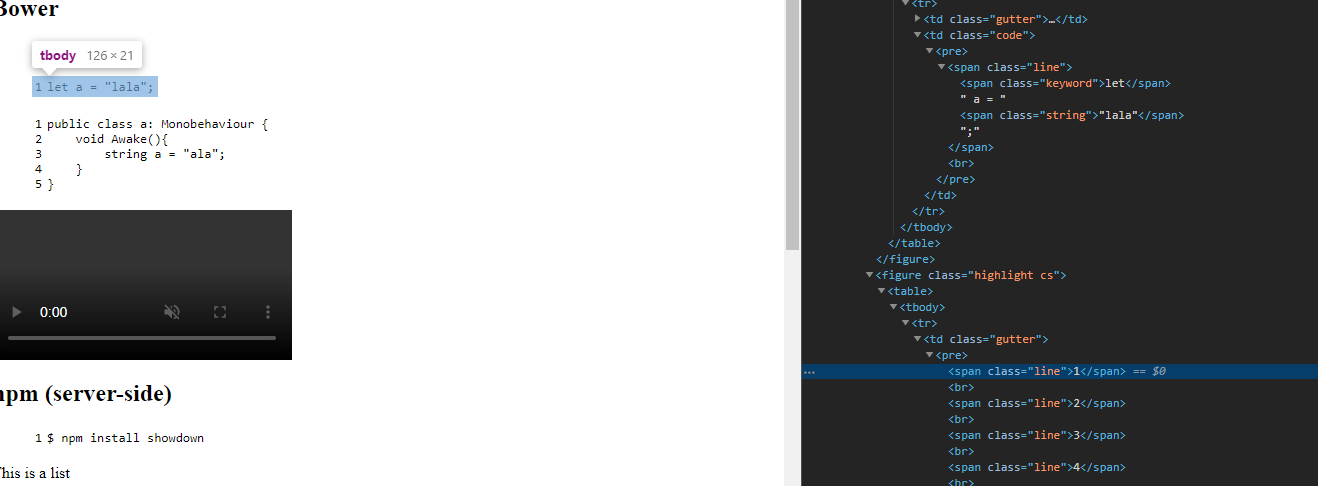 Bower
tbody 126 × 21
1 let a = "lala";
1 public class a: Monobehaviour {
2 void Awake(){
3 string a = "ala";
4 }
5 }
0:00
npm (server-side)
1 $ npm install showdown
This is a list
<tr>
<td class="gutter">…</td>
<td class="code">
<pre>
<span class="line">
<span class="keyword">let</span>
" a = "
<span class="string">"lala"</span>
";"
</span>
<br>
</pre>
</td>
</tr>
</tbody>
</table>
</figure>
<figure class="highlight cs">
<table>
<tbody>
<tr>
<td class="gutter">
<pre>
<span class="line">1</span> == $0
<br>
<span class="line">2</span>
<br>
<span class="line">3</span>
<br>
<span class="line">4</span>
<br>